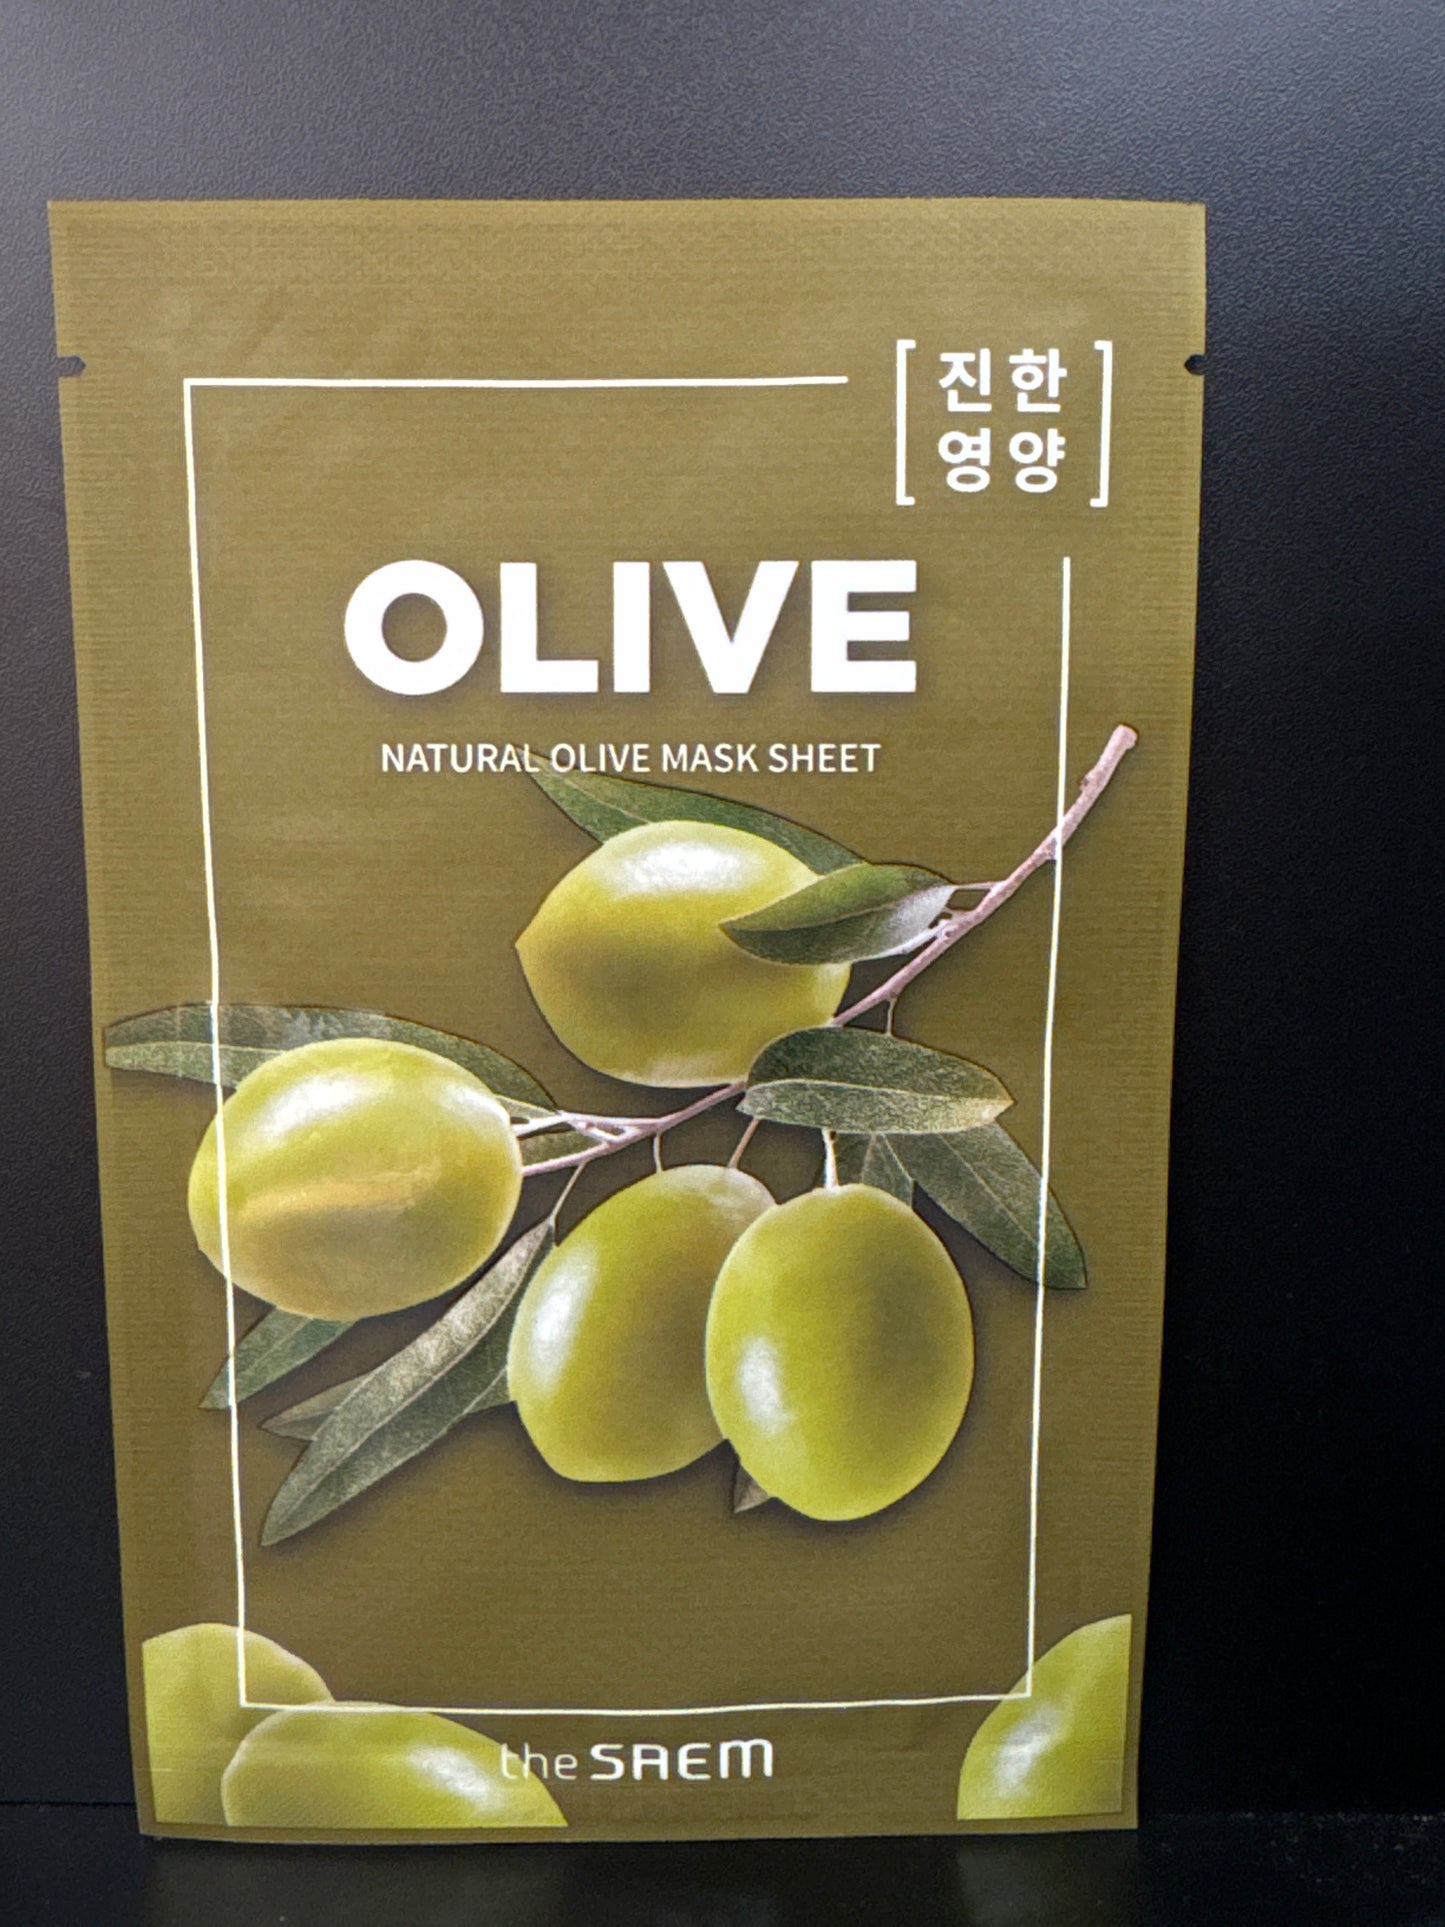 진한
영양
OLIVE
NATURAL OLIVE MASK SHEET
the SAEM